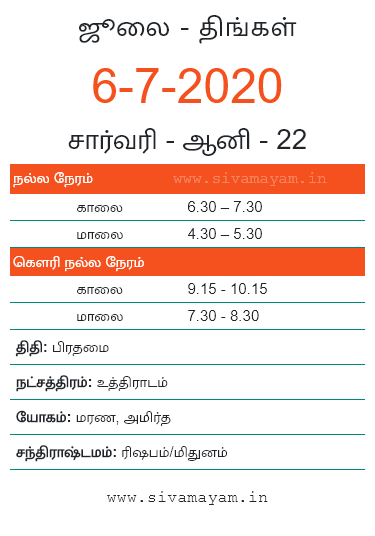 ஜூலை - திங்கள்
6-7-2020
சார்வரி - ஆனி - 22
நல்ல நேரம் www.sivamayam.in
காலை 6.30 – 7.30
மாலை 4.30 – 5.30
கௌரி நல்ல நேரம்
காலை 9.15 - 10.15
மாலை 7.30 - 8.30
திதி: பிரதமை
நட்சத்திரம்: உத்திராடம்
யோகம்: மரண, அமிர்த
சந்திராஷ்டமம்: ரிஷபம்/மிதுனம்
www.sivamayam.in